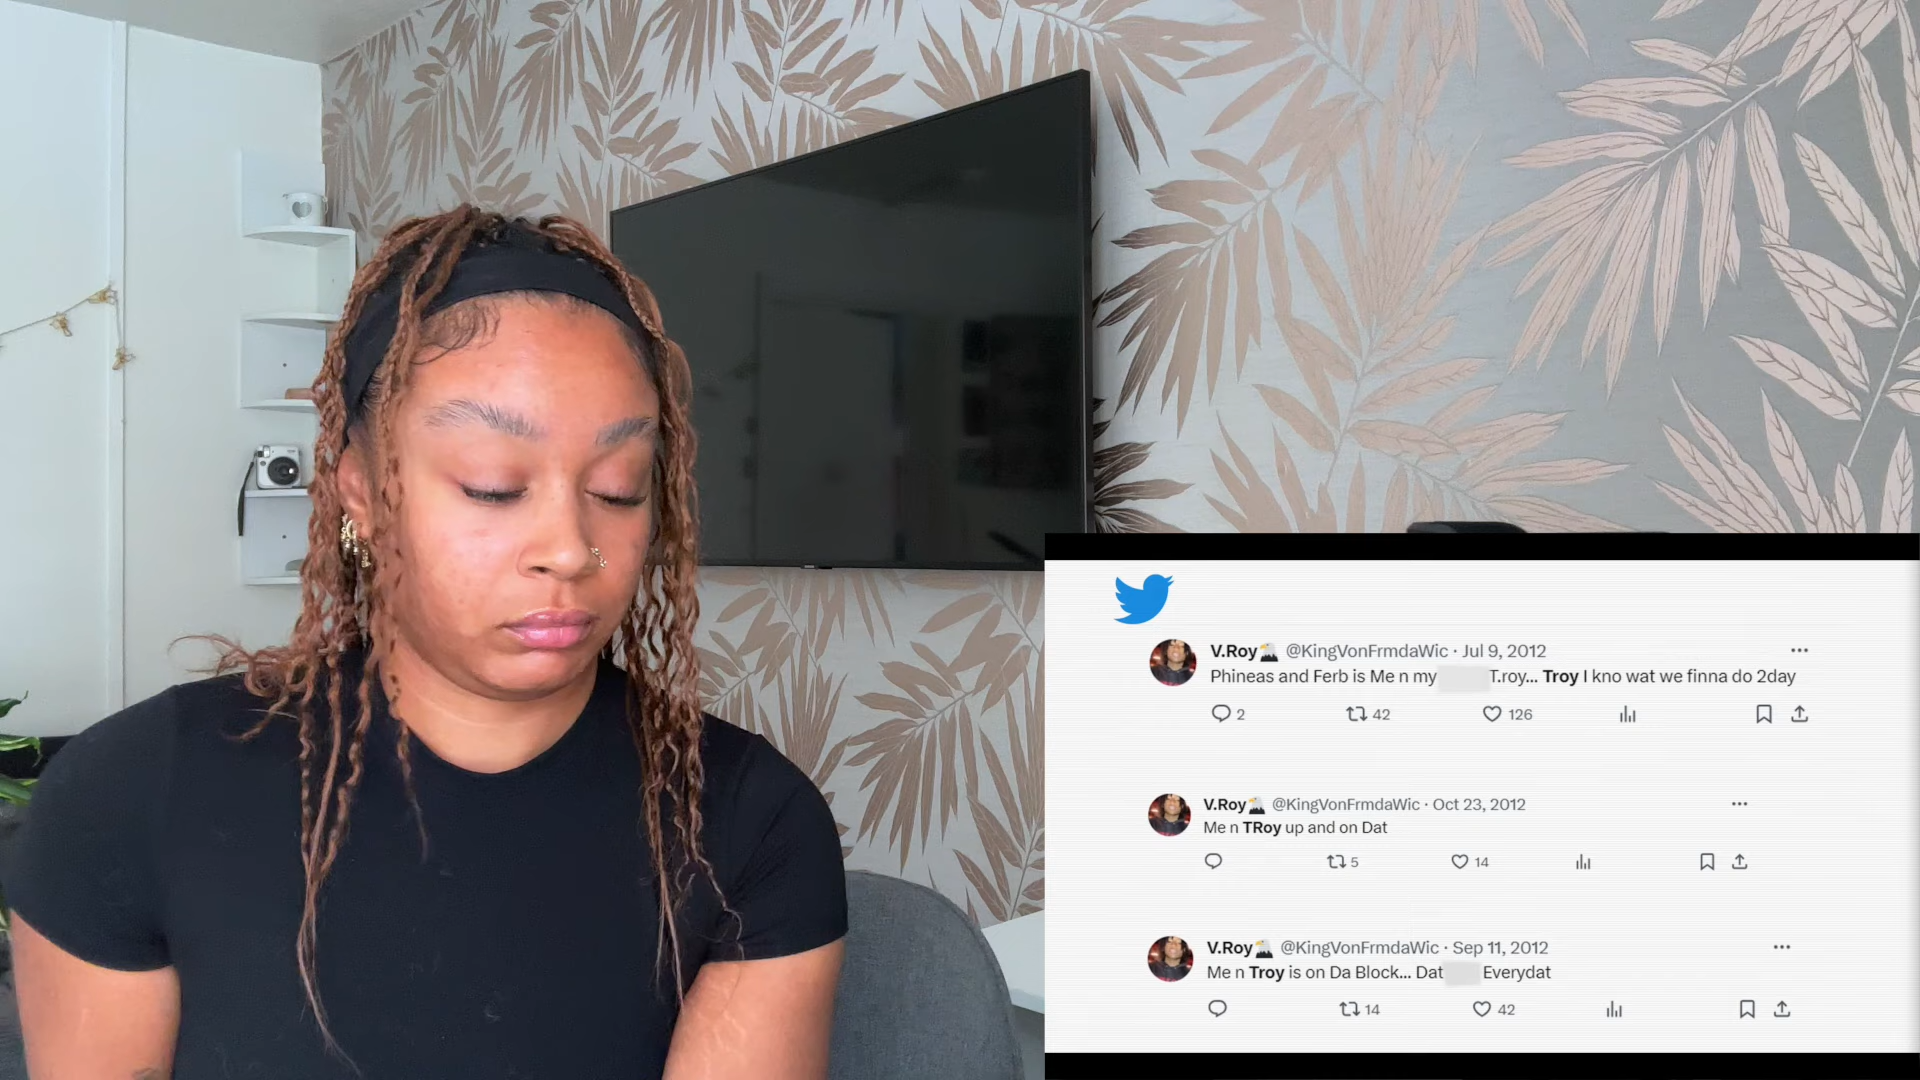 V.Roy @KingVonFrmdaWic · Jul 9, 2012
Phineas and Ferb is Me n my T.roy... Troy I kno wat we finna do 2day
2 42 126
V.Roy @KingVonFrmdaWic · Oct 23, 2012
Me n TRoy up and on Dat
5 14
V.Roy @KingVonFrmdaWic · Sep 11, 2012
Me n Troy is on Da Block... Dat Everydat
14 42